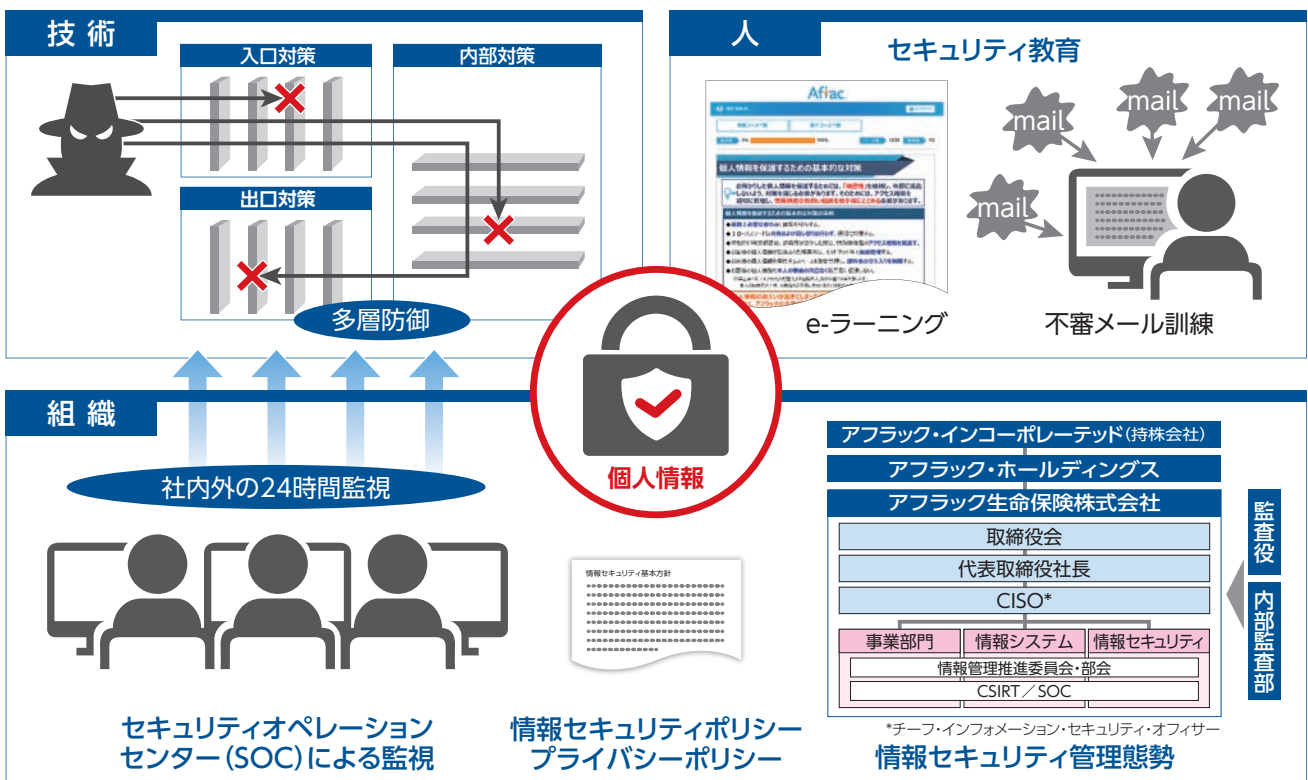 技術
入口対策
内部対策
出口対策
多層防御
人
セキュリティ教育
Aflac
個人情報を保護するための基本的な対策
e-ラーニング
mail
mail
mail
mail
不審メール訓練
個人情報
組織
社内外の24時間監視
セキュリティオペレーション
センター(SOC)による監視
情報セキュリティ基本方針
情報セキュリティポリシー
プライバシーポリシー
アフラック・インコーポレーテッド(持株会社)
アフラック・ホールディングス
アフラック生命保険株式会社
取締役会
代表取締役社長
CISO*
事業部門 情報システム 情報セキュリティ
情報管理推進委員会・部会
CSIRT/SOC
監査役
内部監査部
*チーフ・インフォメーション・セキュリティ・オフィサー
情報セキュリティ管理態勢